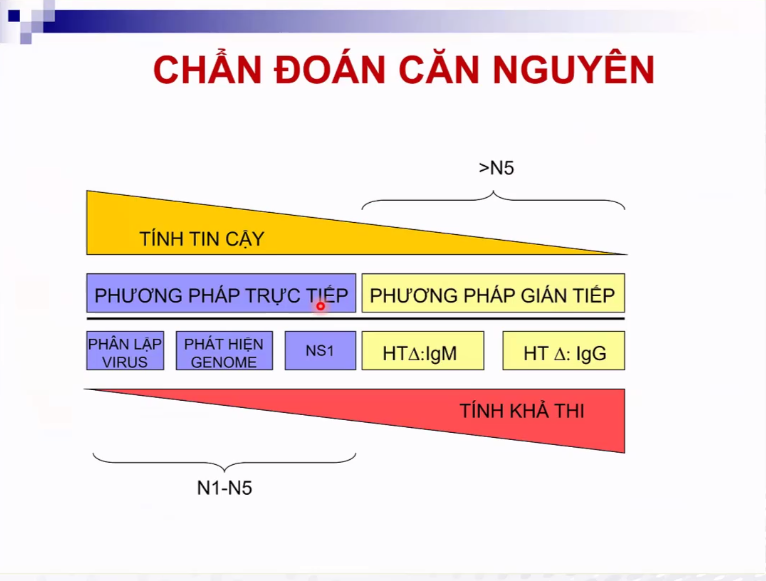 CHẨN ĐOÁN CĂN NGUYÊN
>N5
TÍNH TIN CẬY
PHƯƠNG PHÁP TRỰC TIẾP
PHƯƠNG PHÁP GIÁN TIẾP
PHÂN LẬP
VIRUS
PHÁT HIỆN
GENOME
NS1
HT∆:IgM
HT ∆: IgG
TÍNH KHẢ THI
N1-N5